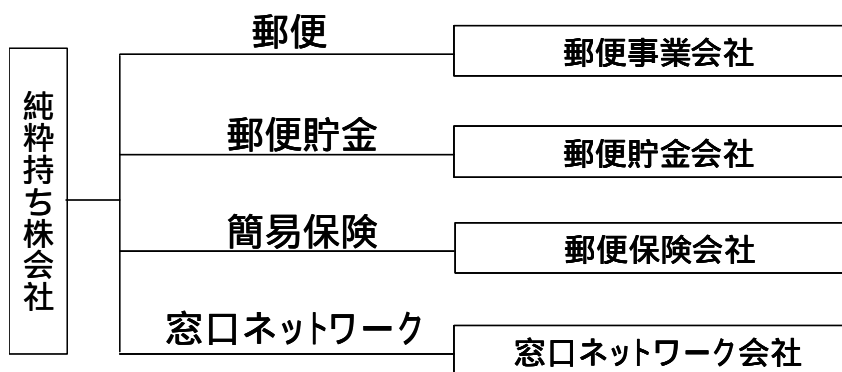 純粋持ち株会社
郵便
郵便事業会社
郵便貯金
郵便貯金会社
簡易保険
郵便保険会社
窓口ネットワーク
窓口ネットワーク会社